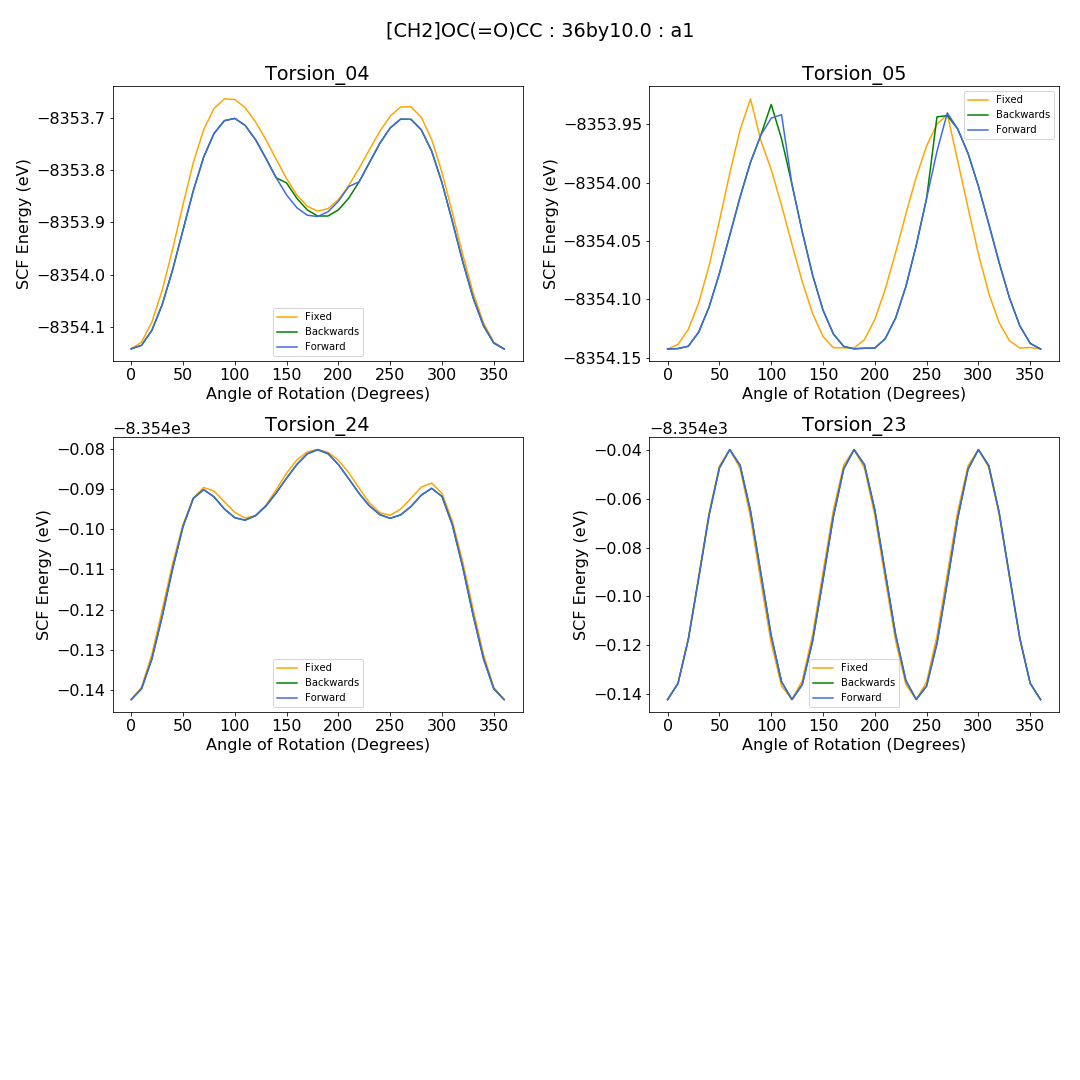 [CH2]OC(=O)CC : 36by10.0 : a1
Torsion_04
SCF Energy (eV)
−8353.7
−8353.8
−8353.9
−8354.0
−8354.1
0 50 100 150 200 250 300 350
Angle of Rotation (Degrees)
Fixed
Backwards
Forward
Torsion_05
SCF Energy (eV)
−8353.95
−8354.00
−8354.05
−8354.10
−8354.15
0 50 100 150 200 250 300 350
Angle of Rotation (Degrees)
Fixed
Backwards
Forward
Torsion_24
−8.354e3
SCF Energy (eV)
−0.08
−0.09
−0.10
−0.11
−0.12
−0.13
−0.14
0 50 100 150 200 250 300 350
Angle of Rotation (Degrees)
Fixed
Backwards
Forward
Torsion_23
−8.354e3
SCF Energy (eV)
−0.04
−0.06
−0.08
−0.10
−0.12
−0.14
0 50 100 150 200 250 300 350
Angle of Rotation (Degrees)
Fixed
Backwards
Forward